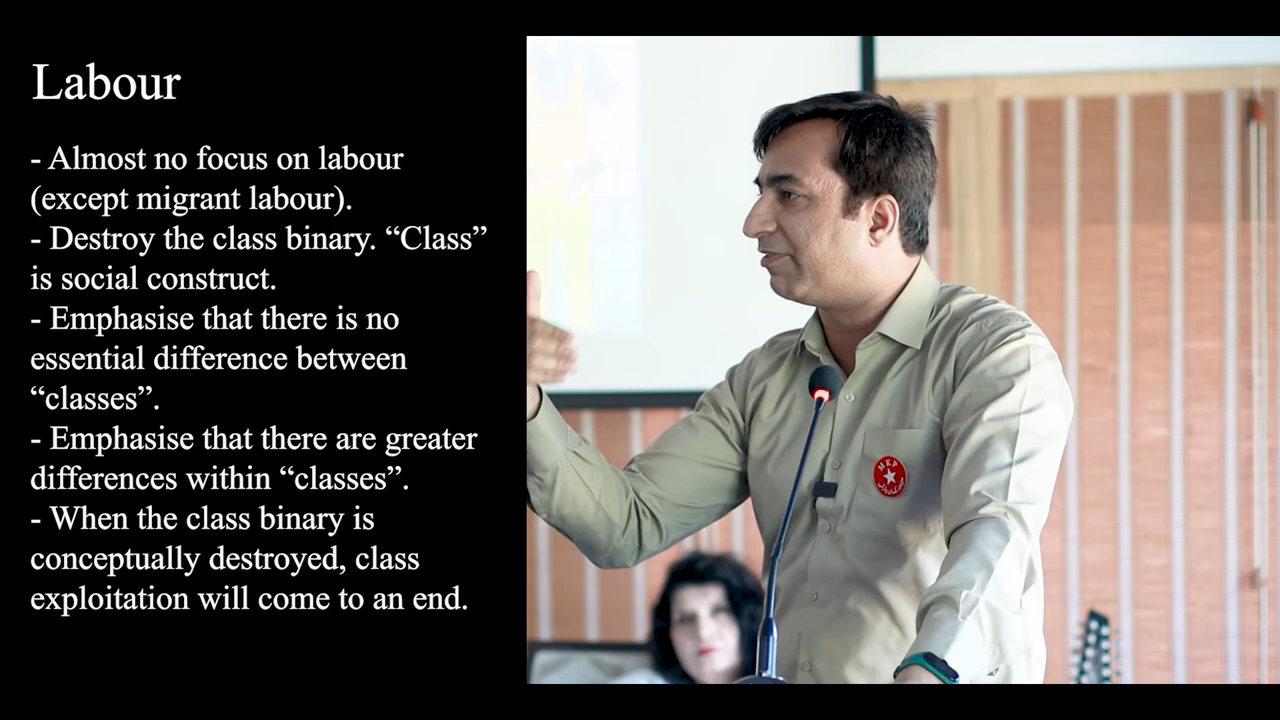 Labour
- Almost no focus on labour
(except migrant labour).
- Destroy the class binary. “Class”
is social construct.
- Emphasise that there is no
essential difference between
“classes”.
- Emphasise that there are greater
differences within “classes”.
- When the class binary is
conceptually destroyed, class
exploitation will come to an end.
MKP